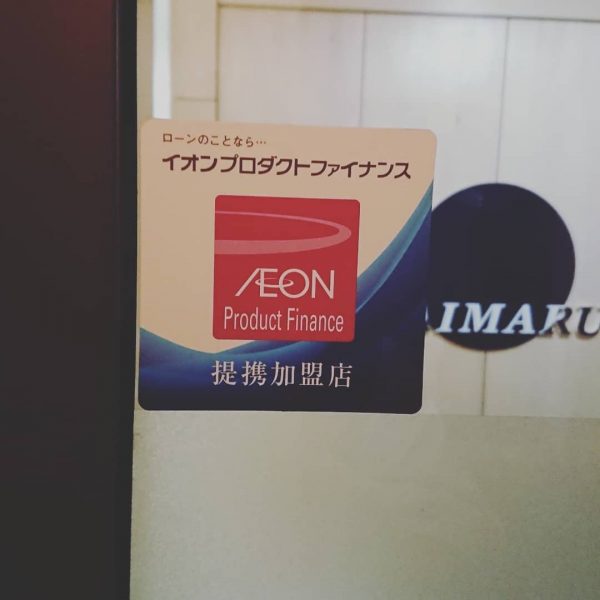 ローンのことなら…
イオンプロダクトファイナンス
ÆON
Product Finance
提携加盟店
IMARU